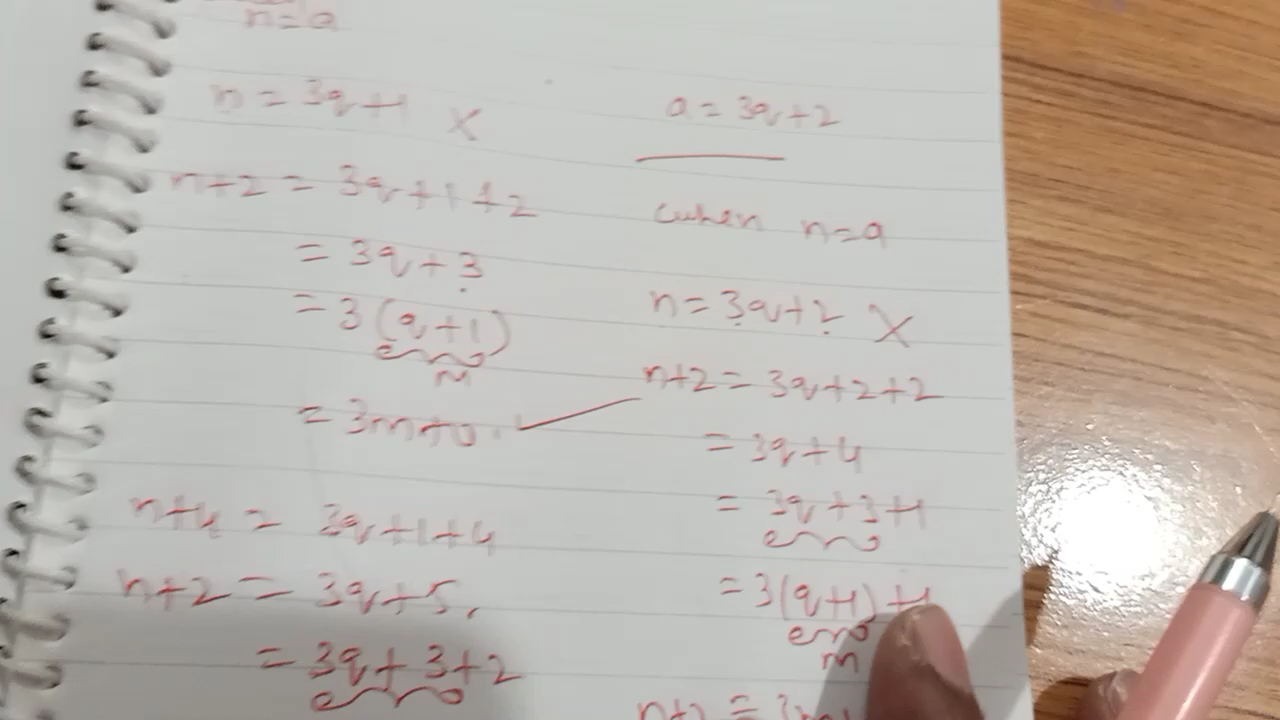 n=a
n = 3q+1 X
n+2 = 3q+1+2
= 3q+3
= 3(q+1)
m
= 3m+0.
n+4 = 3q+1+4
n+2 = 3q+5,
= 3q+3+2
a = 3q+2
when n=a
n = 3q+2 X
n+2 = 3q+2+2
= 3q+4
= 3q+3+1
= 3(q+1)+1
m
n+2 = 3m+